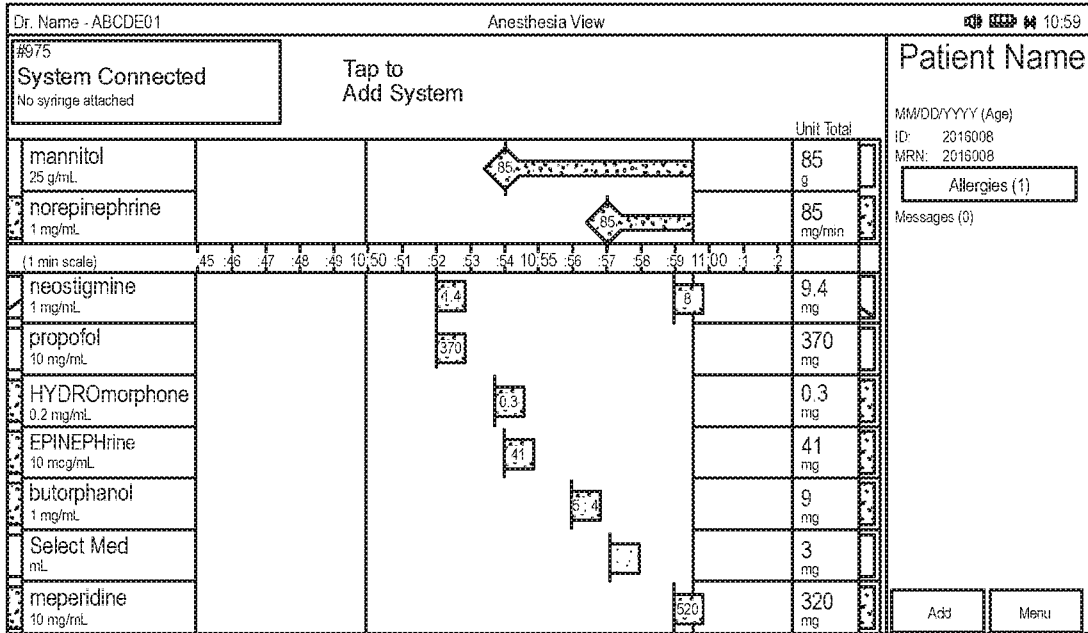 Dr. Name - ABCDE01 Anesthesia View 10:59
#975
System Connected
No syringe attached
Tap to
Add System
Unit Total
Patient Name
MM/DD/YYYY (Age)
ID: 2016008
MRN: 2016008
Allergies (1)
Messages (0)
mannitol
25 g/mL
85
85
g
norepinephrine
1 mg/mL
85
85
mg/min
(1 min scale) :45 :46 :47 :48 :49 10:50 :51 :52 :53 :54 10:55 :56 :57 :58 :59 11:00 :1 :2
neostigmine
1 mg/mL
4.4
8
9.4
mg
propofol
10 mg/mL
370
370
mg
HYDROmorphone
0.2 mg/mL
0.3
0.3
mg
EPINEPHrine
10 mcg/mL
41
41
mg
butorphanol
1 mg/mL
9
mg
Select Med
mL
3
mg
meperidine
10 mg/mL
520
320
mg
Add
Menu